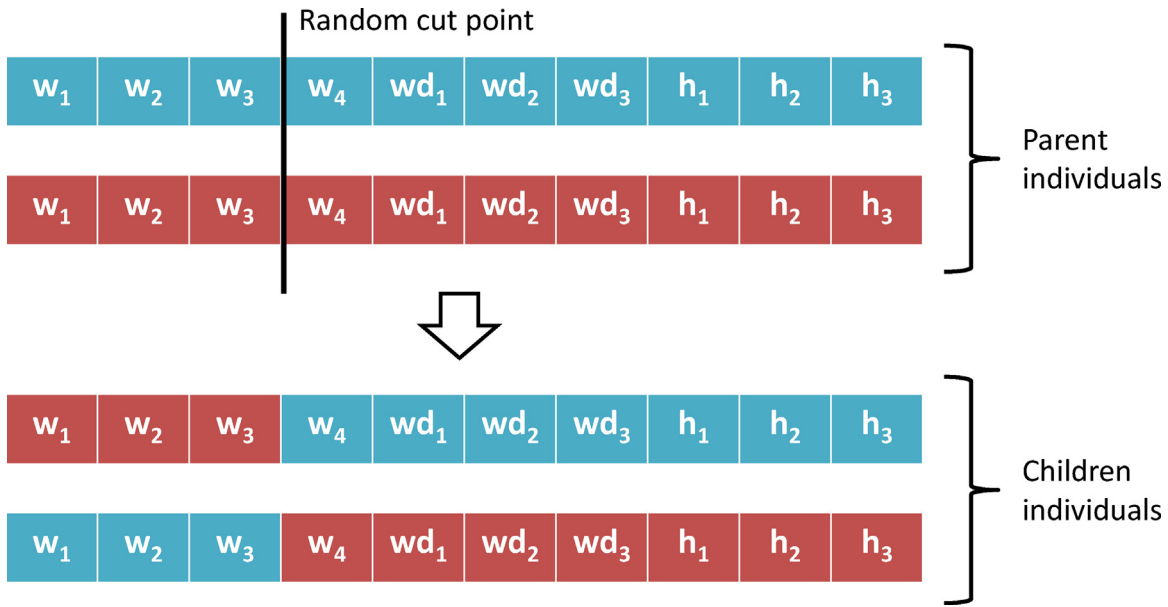 Random cut point
w₁ w₂ w₃ w₄ wd₁ wd₂ wd₃ h₁ h₂ h₃
Parent
individuals
w₁ w₂ w₃ w₄ wd₁ wd₂ wd₃ h₁ h₂ h₃
w₁ w₂ w₃ w₄ wd₁ wd₂ wd₃ h₁ h₂ h₃
Children
individuals
w₁ w₂ w₃ w₄ wd₁ wd₂ wd₃ h₁ h₂ h₃